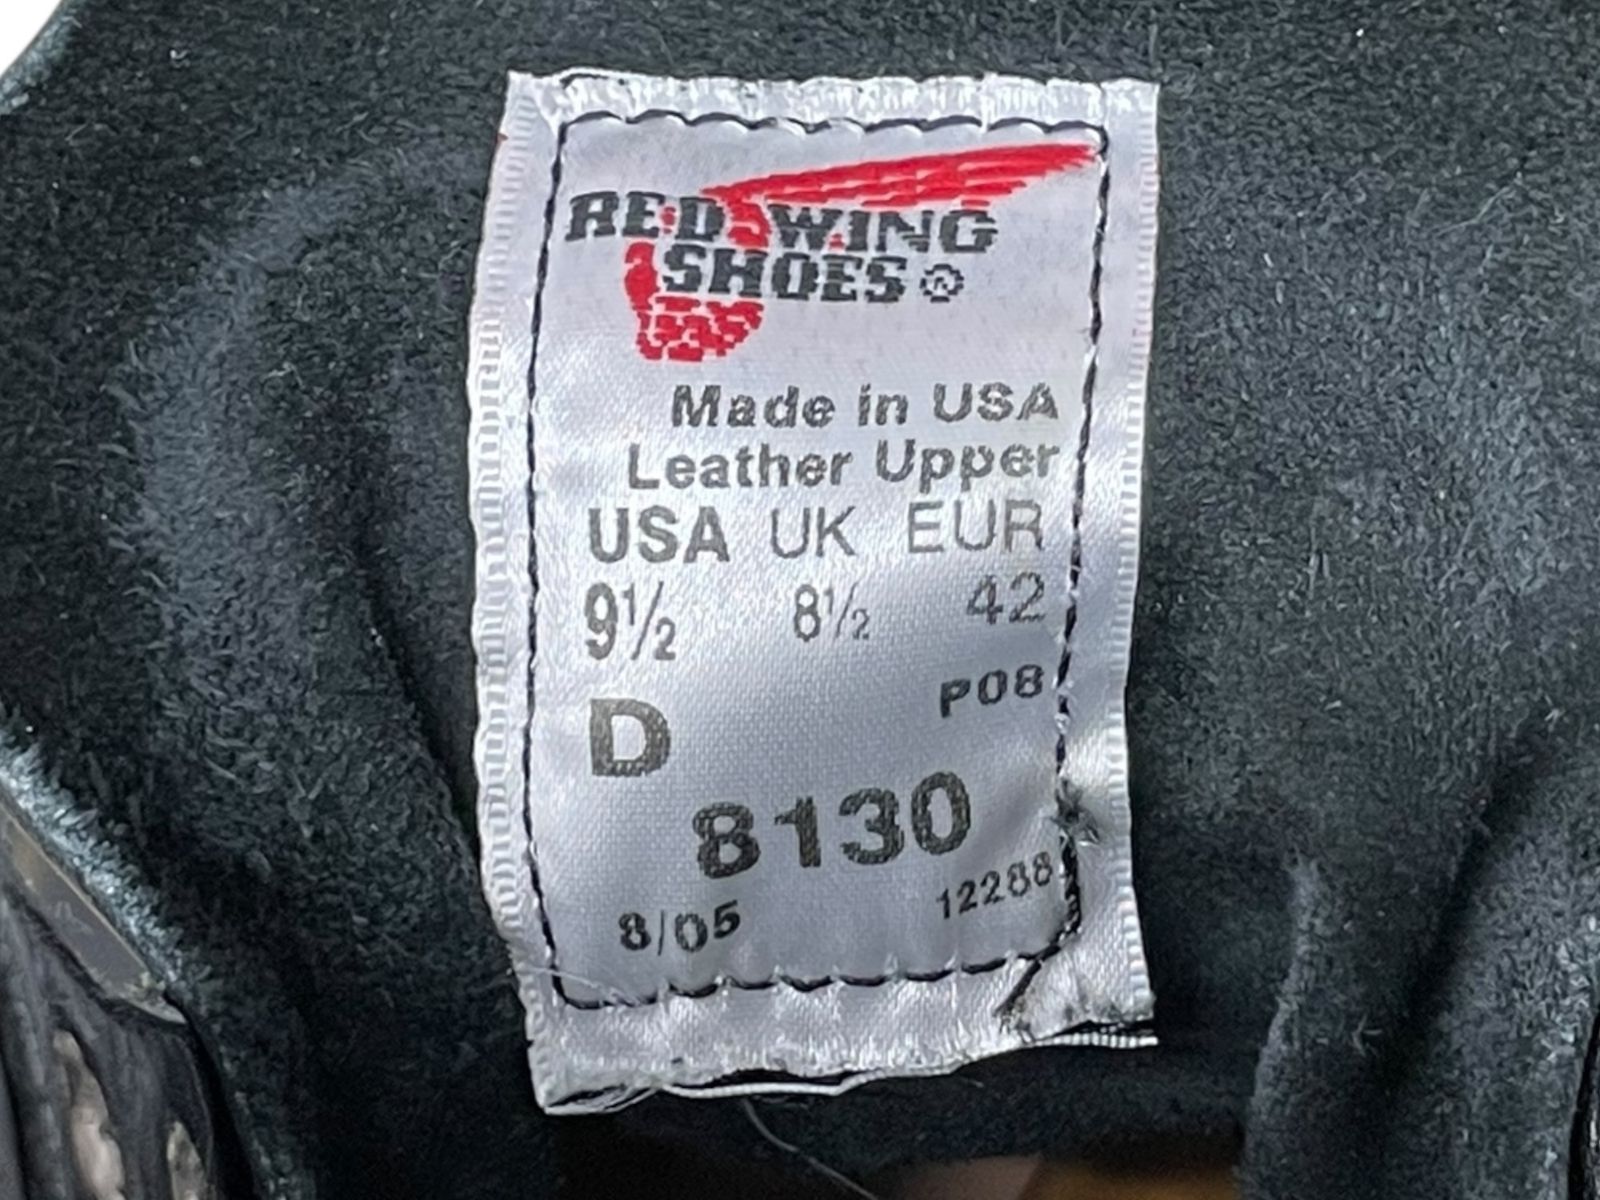 RED WING
SHOES ®
Made in USA
Leather Upper
USA UK EUR
9½ 8½ 42
P08
D
8130
8/05 12288